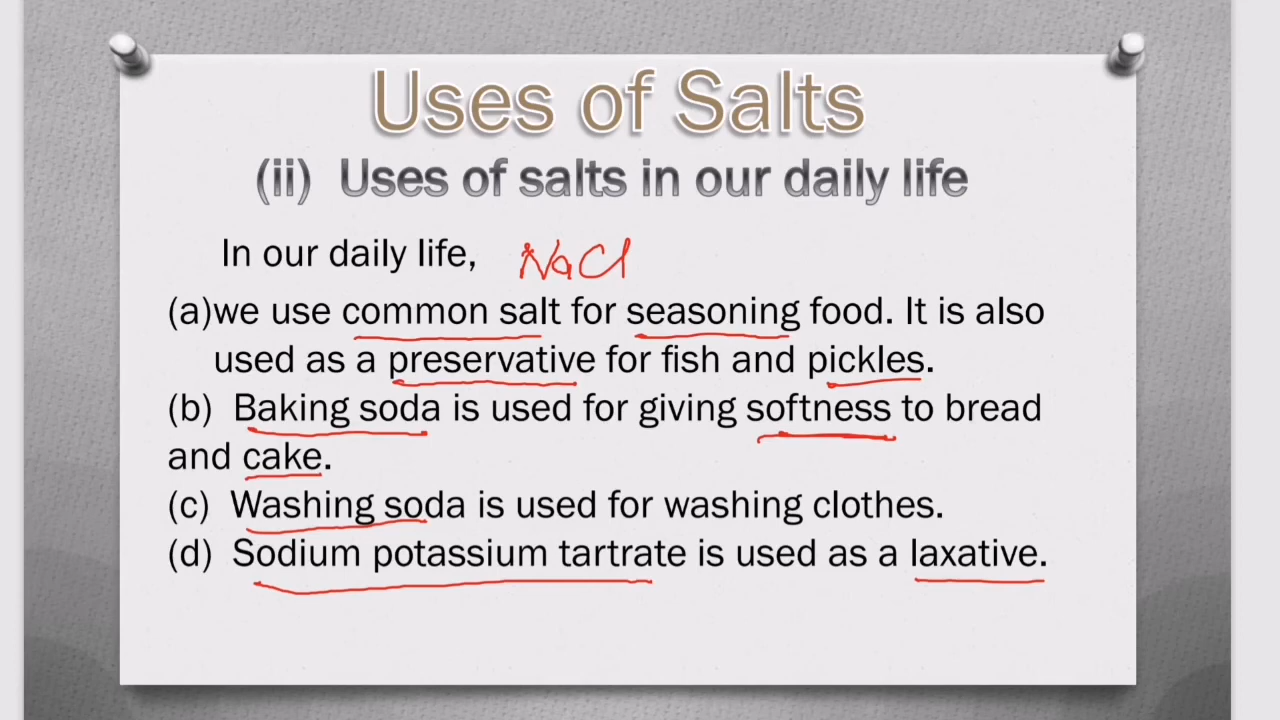 Uses of Salts
(ii) Uses of salts in our daily life
In our daily life, NaCl
(a)we use common salt for seasoning food. It is also
used as a preservative for fish and pickles.
(b) Baking soda is used for giving softness to bread
and cake.
(c) Washing soda is used for washing clothes.
(d) Sodium potassium tartrate is used as a laxative.